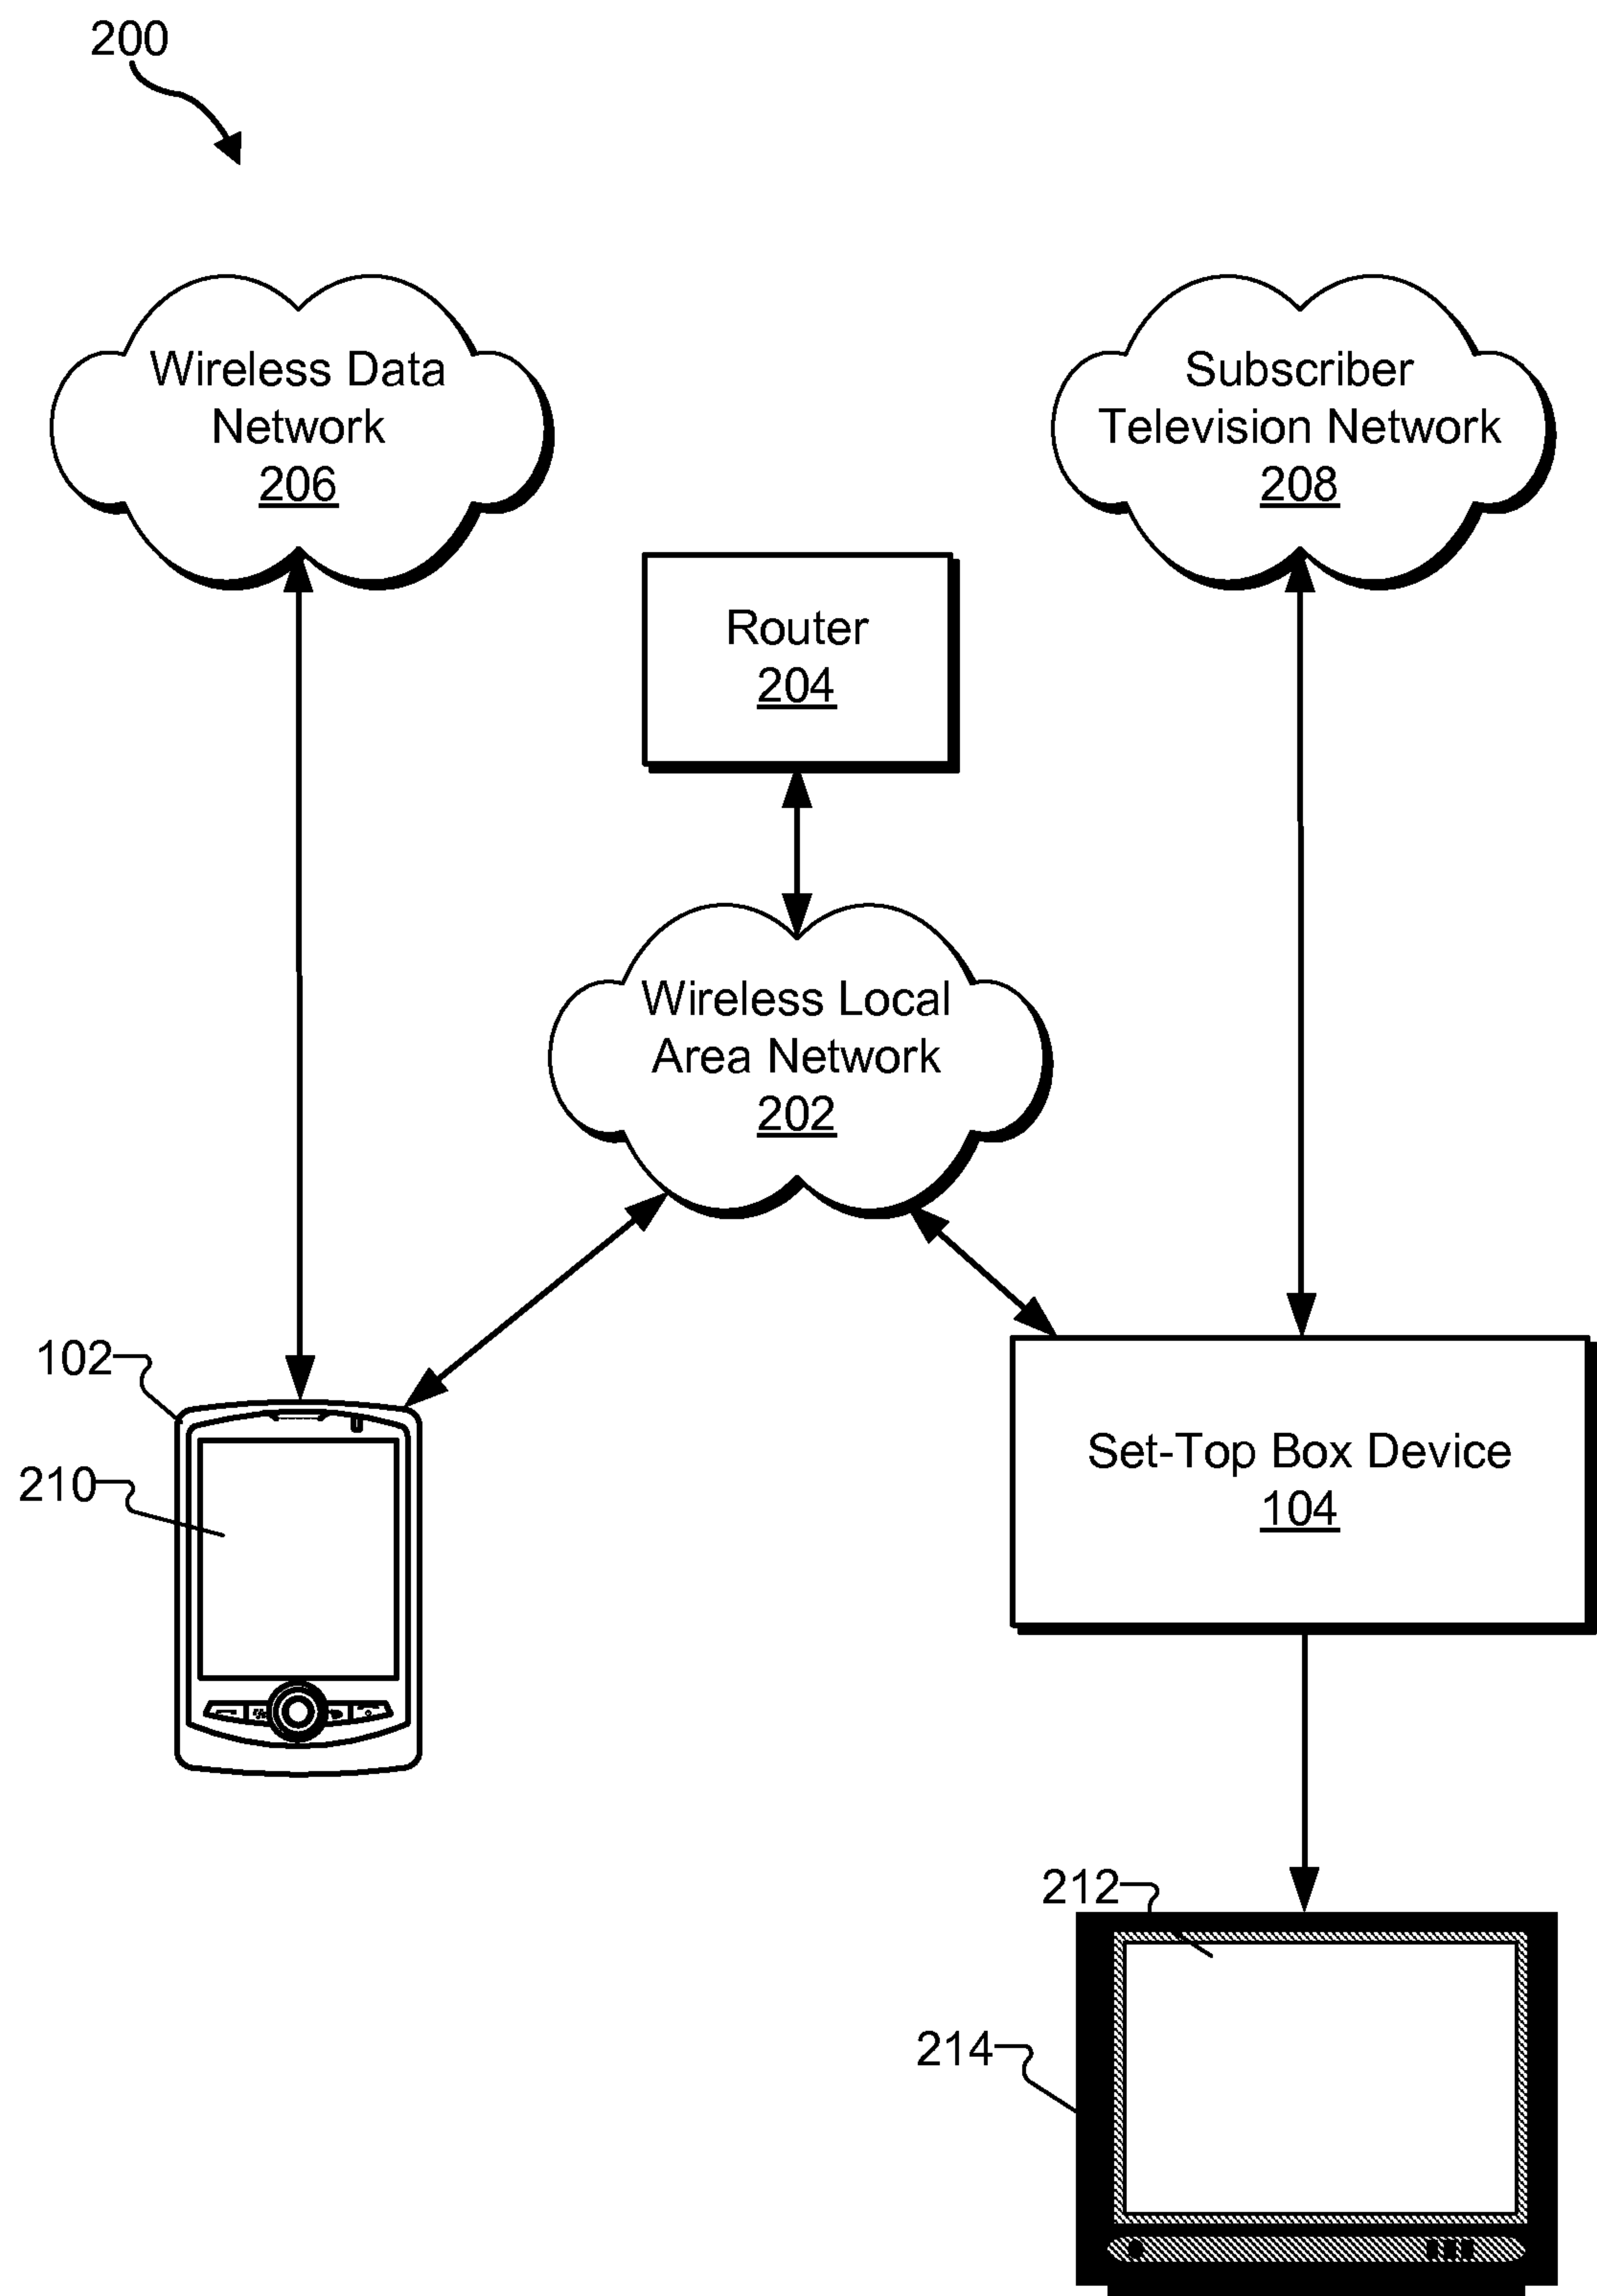 200
Wireless Data
Network
206
Subscriber
Television Network
208
Router
204
Wireless Local
Area Network
202
102
210
Set-Top Box Device
104
212
214